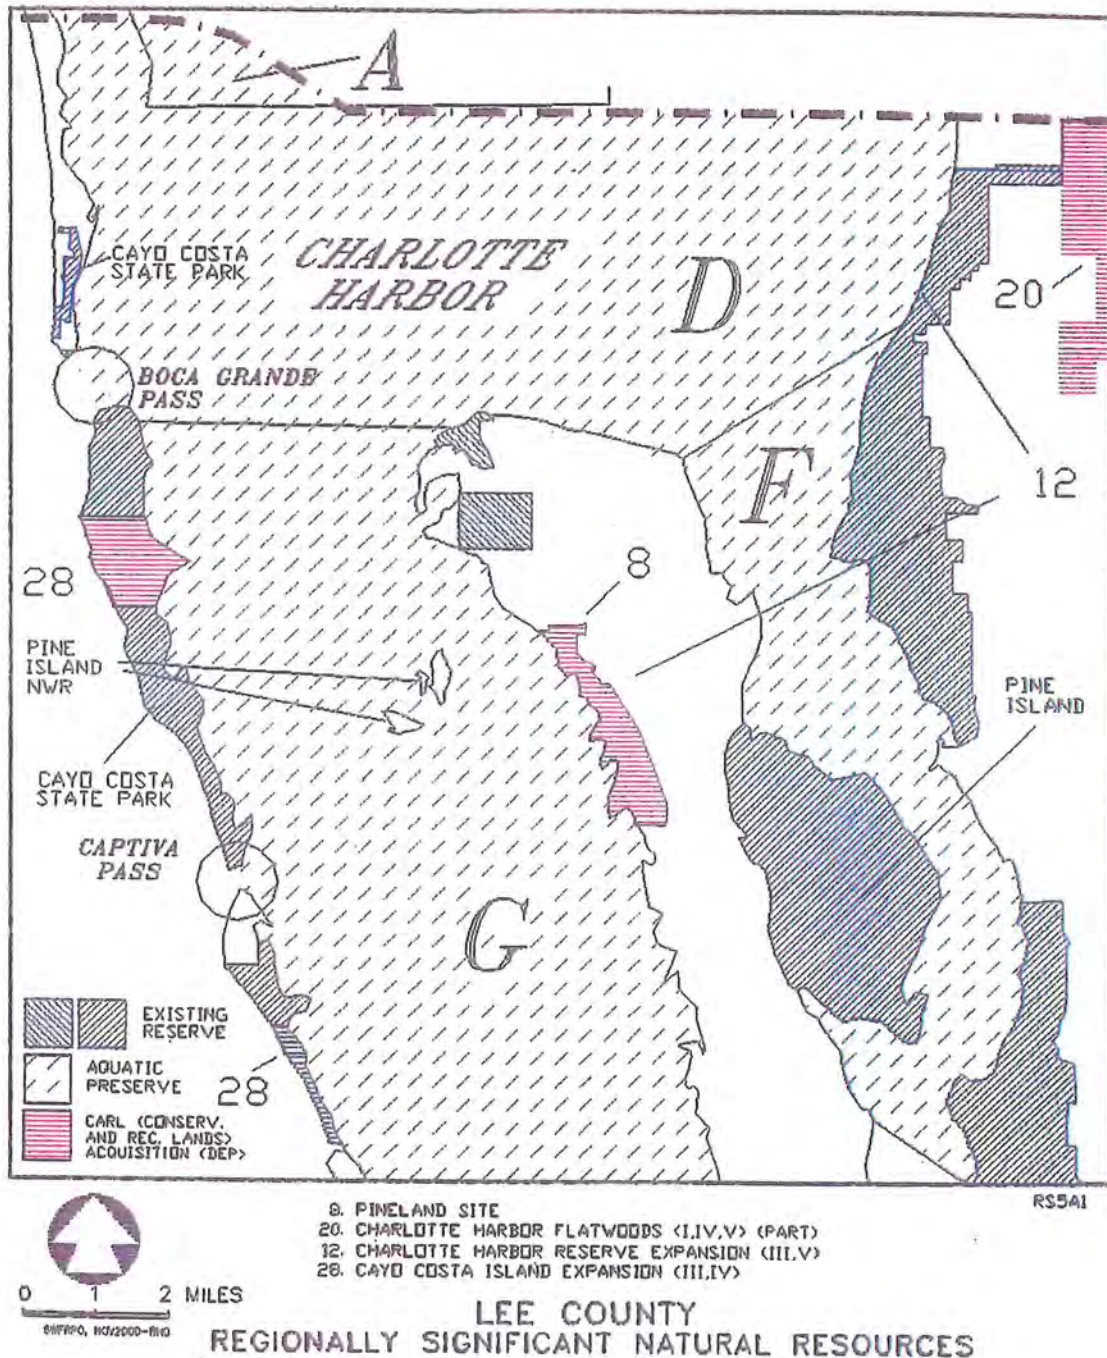 A
CAYO COSTA
STATE PARK
CHARLOTTE
HARBOR
D
20
BOCA GRANDE
PASS
F
12
8
28
PINE
ISLAND
NWR
PINE
ISLAND
CAYO COSTA
STATE PARK
CAPTIVA
PASS
G
EXISTING
RESERVE
AQUATIC
PRESERVE
28
CARL (CONSERV.
AND REC. LANDS)
ACQUISITION (DEP)
RS5A1
8. PINELAND SITE
20. CHARLOTTE HARBOR FLATWOODS (I,IV,V) (PART)
12. CHARLOTTE HARBOR RESERVE EXPANSION (III,V)
28. CAYO COSTA ISLAND EXPANSION (III,IV)
0 1 2 MILES
LEE COUNTY
REGIONALLY SIGNIFICANT NATURAL RESOURCES